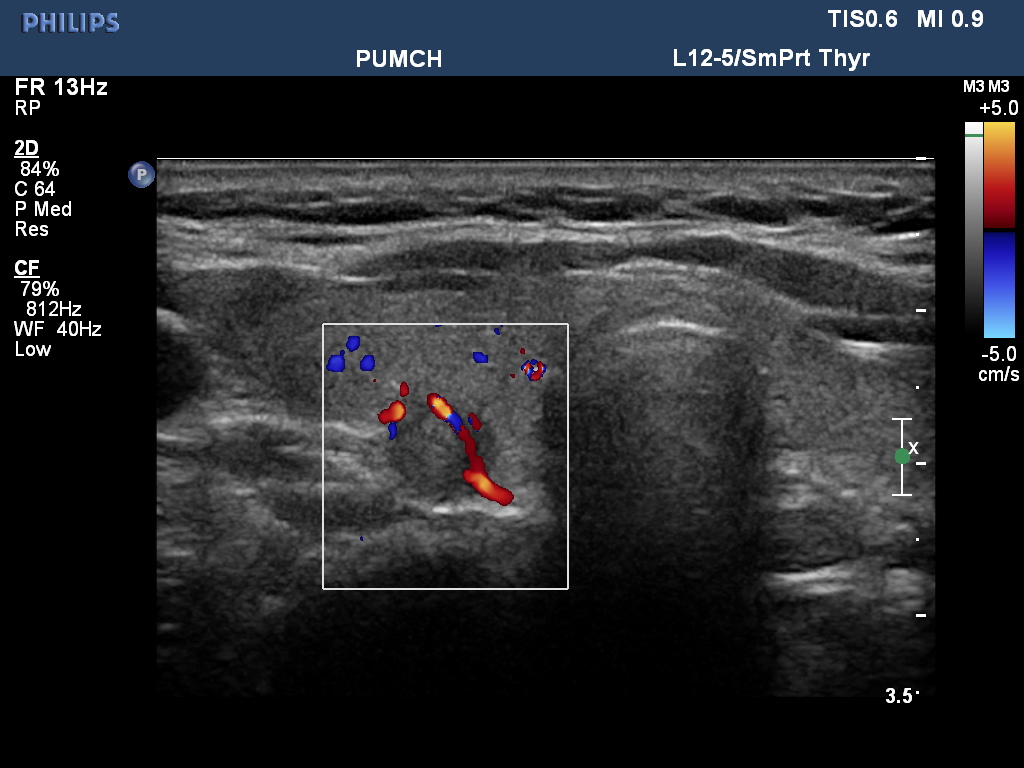 PHILIPS
TIS0.6 MI 0.9
PUMCH
L12-5/SmPrt Thyr
FR 13Hz
RP
2D
84%
C 64
P Med
Res
CF
79%
812Hz
WF 40Hz
Low
P
M3 M3
+5.0
-5.0
cm/s
x
3.5